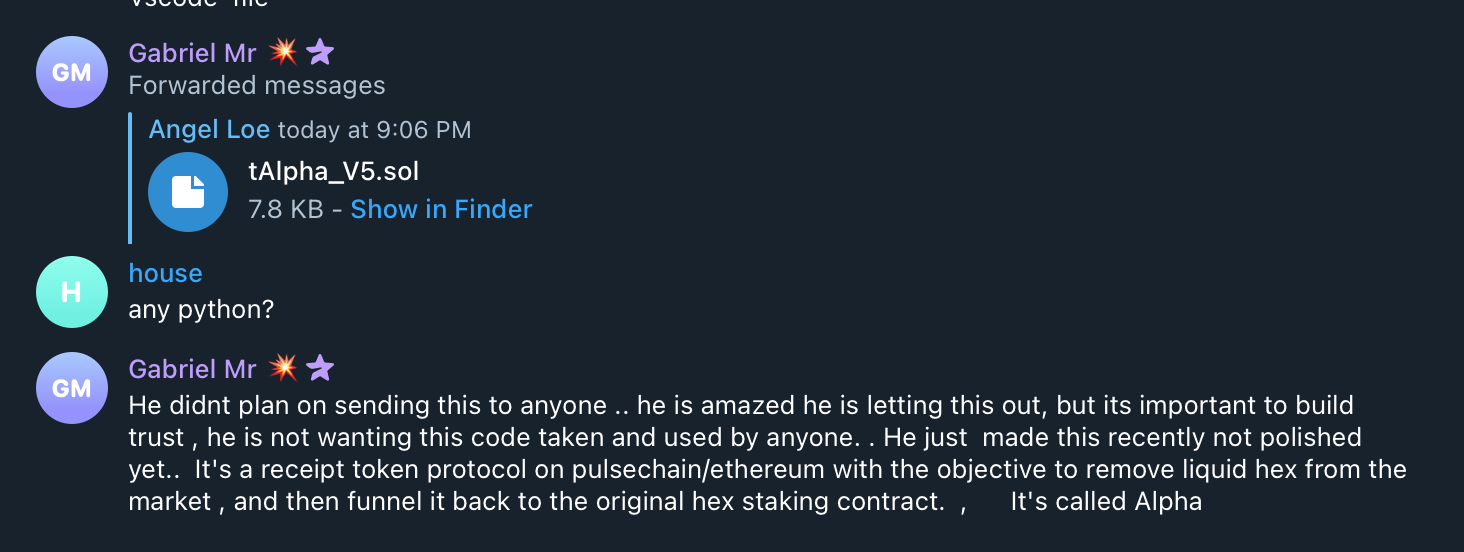 vscode file
GM
Gabriel Mr
Forwarded messages
Angel Loe today at 9:06 PM
tAlpha_V5.sol
7.8 KB - Show in Finder
H
house
any python?
GM
Gabriel Mr
He didnt plan on sending this to anyone .. he is amazed he is letting this out, but its important to build
trust , he is not wanting this code taken and used by anyone. . He just  made this recently not polished
yet..  It's a receipt token protocol on pulsechain/ethereum with the objective to remove liquid hex from the
market , and then funnel it back to the original hex staking contract.  ,      It's called Alpha